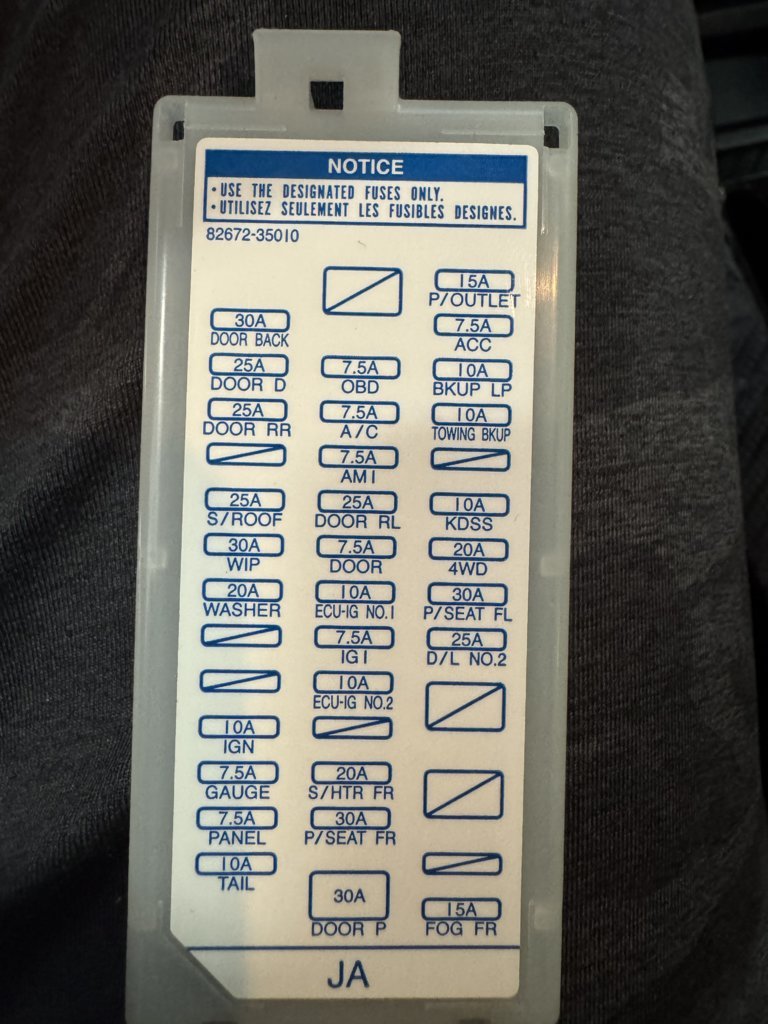 NOTICE
•USE THE DESIGNATED FUSES ONLY.
•UTILISEZ SEULEMENT LES FUSIBLES DESIGNES.
82672-35010
30A
DOOR BACK
25A
DOOR D
25A
DOOR RR
25A
S/ROOF
30A
WIP
20A
WASHER
10A
IGN
7.5A
GAUGE
7.5A
PANEL
10A
TAIL
7.5A
OBD
7.5A
A/C
7.5A
AM1
25A
DOOR RL
7.5A
DOOR
10A
ECU-IG NO.1
7.5A
IG1
10A
ECU-IG NO.2
20A
S/HTR FR
30A
P/SEAT FR
30A
DOOR P
15A
P/OUTLET
7.5A
ACC
10A
BKUP LP
10A
TOWING BKUP
10A
KDSS
20A
4WD
30A
P/SEAT FL
25A
D/L NO.2
15A
FOG FR
JA